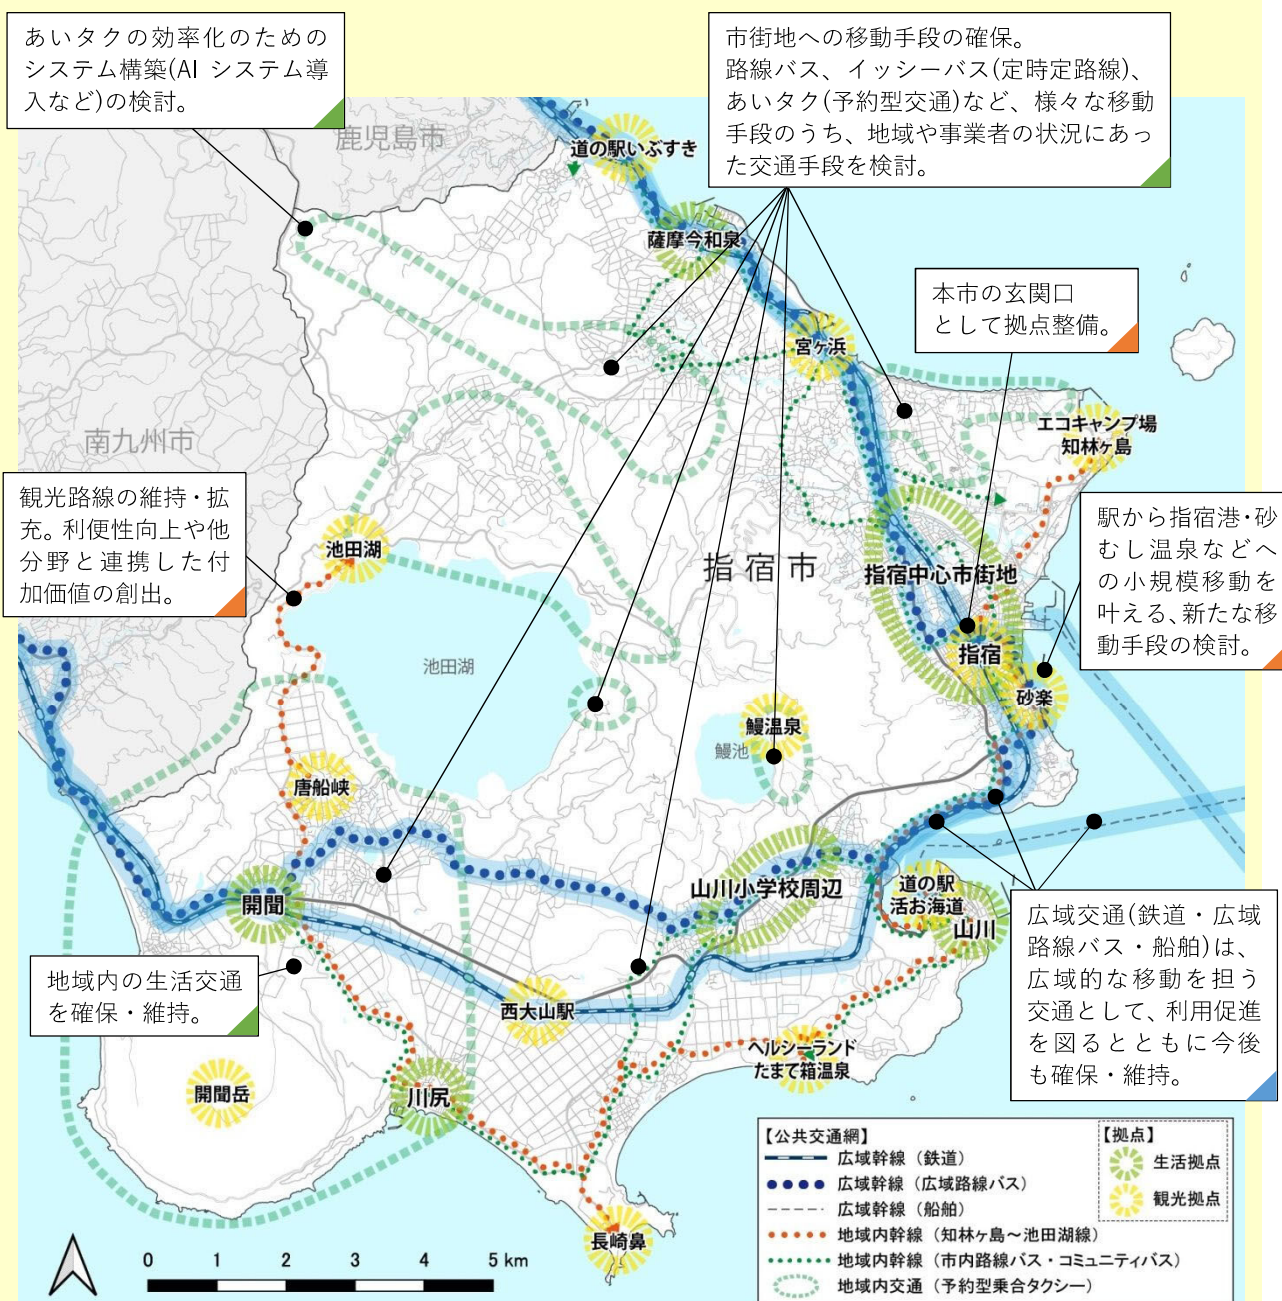 あいタクの効率化のための
システム構築(AI システム導
入など)の検討。
市街地への移動手段の確保。
路線バス、イッシーバス(定時定路線)、
あいタク(予約型交通)など、様々な移動
手段のうち、地域や事業者の状況にあっ
た交通手段を検討。
鹿児島市
道の駅いぶすき
薩摩今和泉
本市の玄関口
として拠点整備。
宮ヶ浜
エコキャンプ場
知林ヶ島
南九州市
観光路線の維持・拡
充。利便性向上や他
分野と連携した付
加価値の創出。
駅から指宿港・砂
むし温泉などへ
の小規模移動を
叶える、新たな移
動手段の検討。
池田湖
指宿市
指宿中心市街地
指宿
池田湖
砂楽
鰻温泉
鰻池
唐船峡
山川小学校周辺
道の駅
活お海道
山川
開聞
広域交通(鉄道・広域
路線バス・船舶)は、
広域的な移動を担う
交通として、利用促進
を図るとともに今後
も確保・維持。
地域内の生活交通
を確保・維持。
西大山駅
ヘルシーランド
たまて箱温泉
開聞岳
川尻
長崎鼻
【公共交通網】
広域幹線（鉄道）
広域幹線（広域路線バス）
広域幹線（船舶）
地域内幹線（知林ヶ島～池田湖線）
地域内幹線（市内路線バス・コミュニティバス）
地域内交通（予約型乗合タクシー）
【拠点】
生活拠点
観光拠点
0 1 2 3 4 5 km